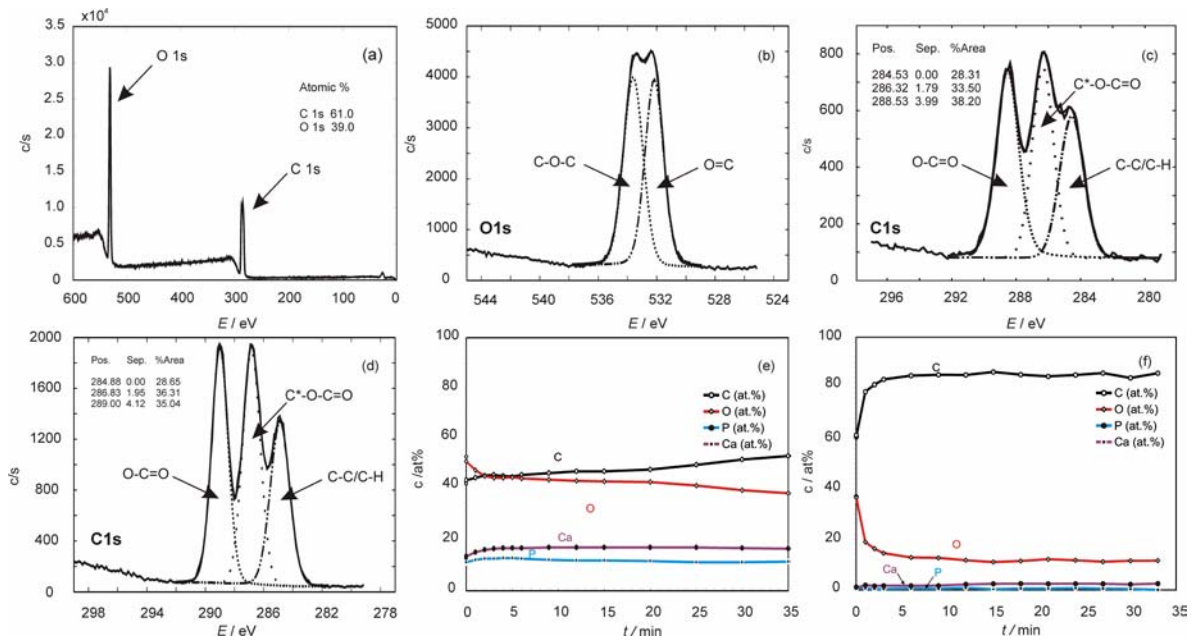 x10⁴
3.5
3.0
2.5
2.0
1.5
1.0
0.5
0
c/s
(a)
O 1s
Atomic %
C 1s 61.0
O 1s 39.0
C 1s
600 500 400 300 200 100 0
E / eV
5000
4500
4000
3500
3000
2500
2000
1500
1000
500
0
c/s
(b)
C-O-C
O=C
O1s
544 540 536 532 528 524
E / eV
800
600
400
200
0
c/s
(c)
Pos. Sep. %Area
284.53 0.00 28.31
286.32 1.79 33.50
288.53 3.99 38.20
C*-O-C=O
O-C=O
C-C/C-H
C1s
296 292 288 284 280
E / eV
2000
1600
1200
800
400
0
c/s
(d)
Pos. Sep. %Area
284.88 0.00 28.65
286.83 1.95 36.31
289.00 4.12 35.04
C*-O-C=O
O-C=O
C-C/C-H
C1s
298 294 290 286 282 278
E / eV
100
80
60
40
20
0
c /at%
(e)
C (at.%)
O (at.%)
P (at.%)
Ca (at.%)
C
O
Ca
P
0 5 10 15 20 25 30 35
t / min
100
80
60
40
20
0
c / at%
(f)
C
C (at.%)
O (at.%)
P (at.%)
Ca (at.%)
O
Ca
P
0 5 10 15 20 25 30 35
t / min